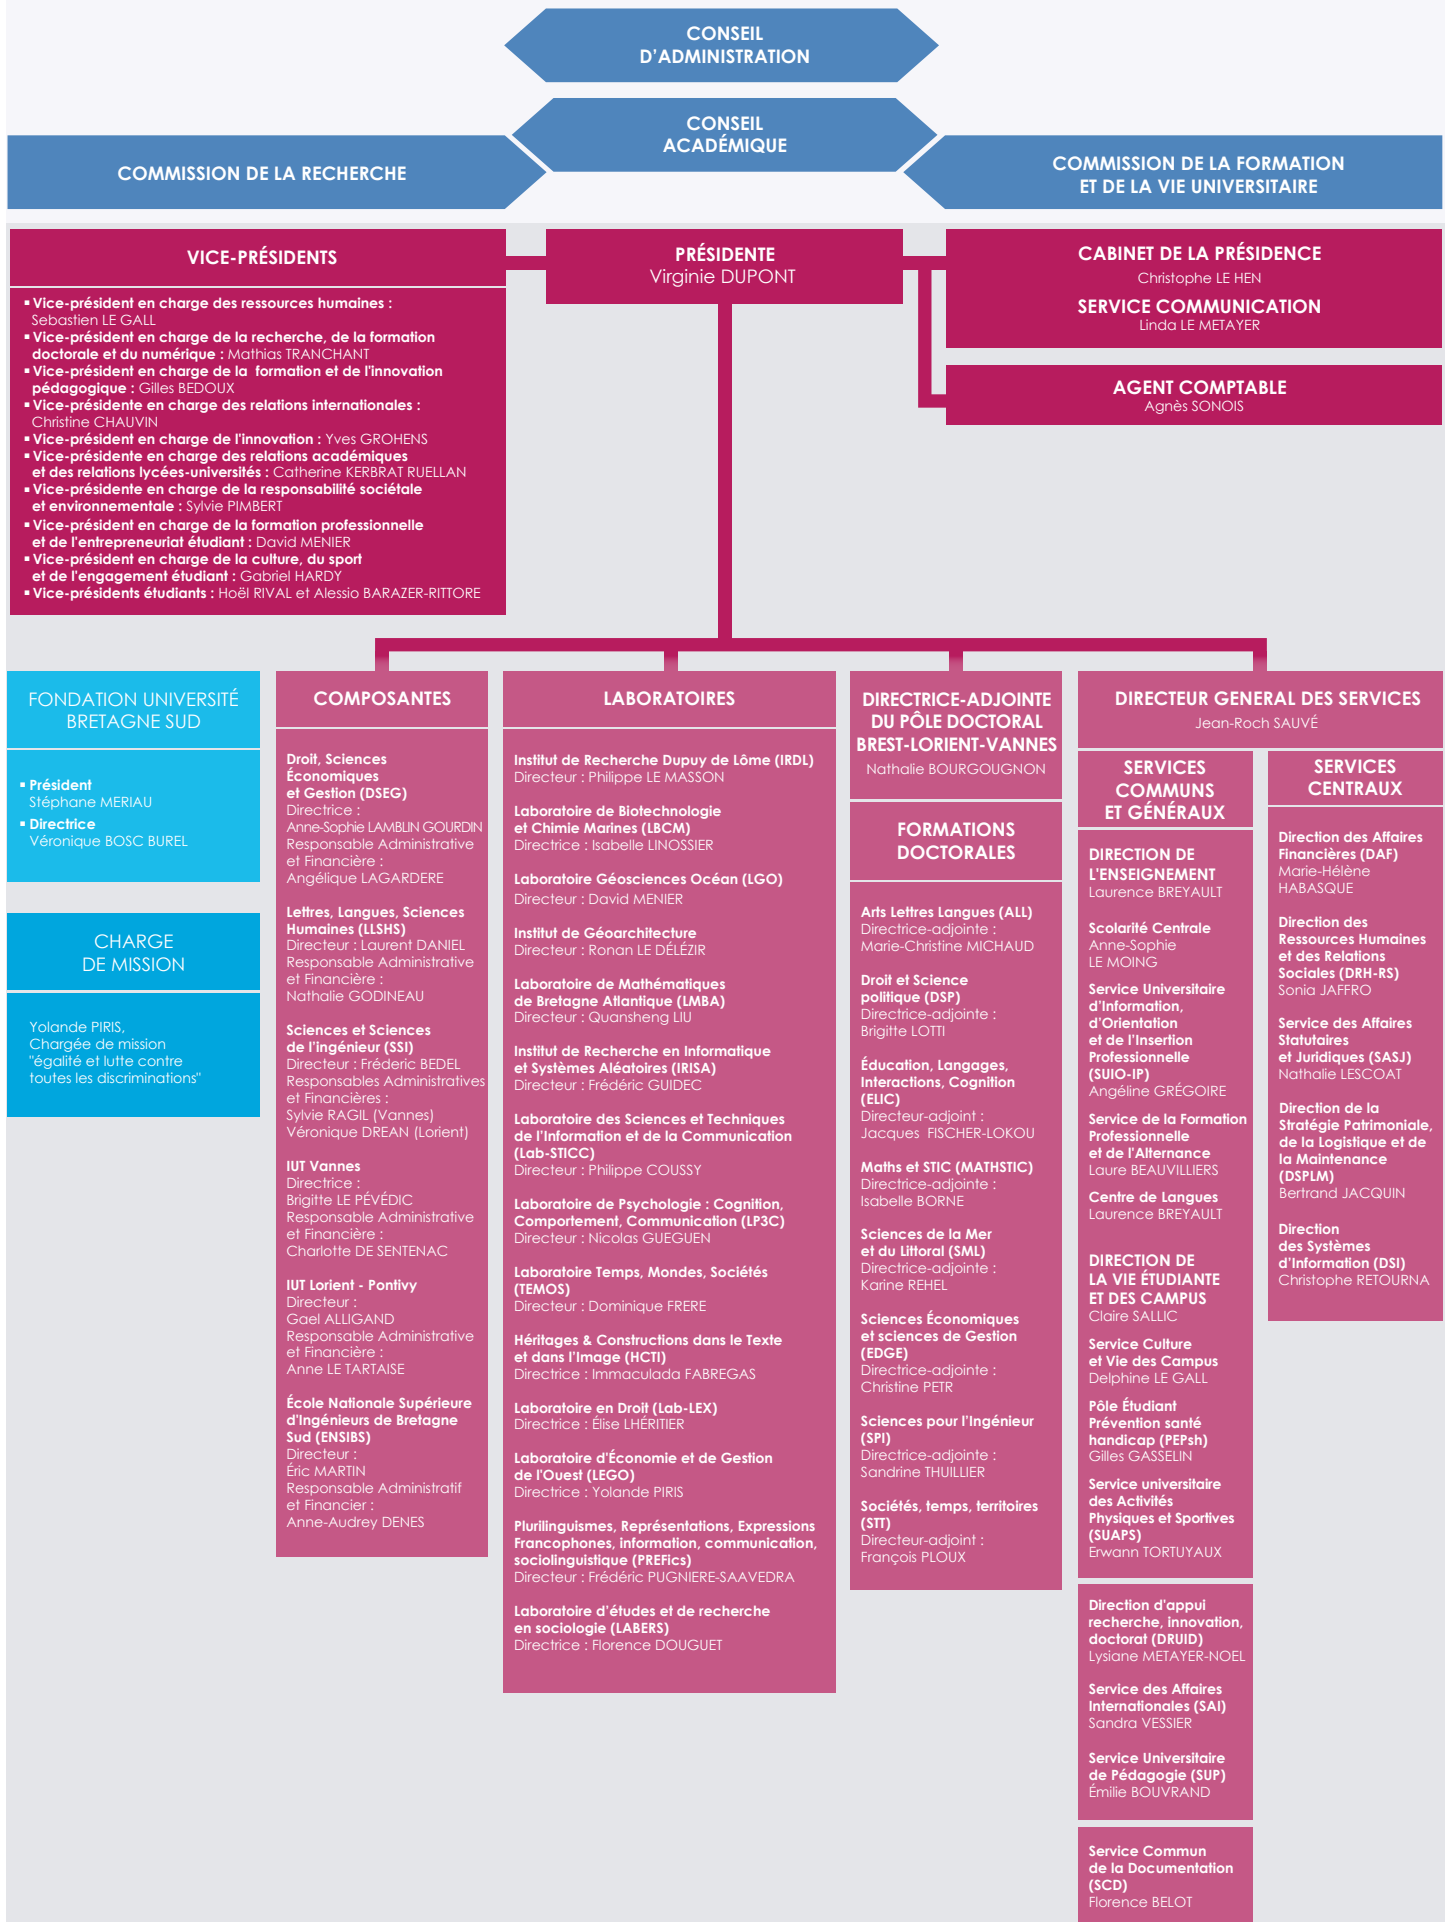 CONSEIL
D'ADMINISTRATION
CONSEIL
ACADÉMIQUE
COMMISSION DE LA RECHERCHE
COMMISSION DE LA FORMATION
ET DE LA VIE UNIVERSITAIRE
VICE-PRÉSIDENTS
▪ Vice-président en charge des ressources humaines :
Sebastien LE GALL
▪ Vice-président en charge de la recherche, de la formation
doctorale et du numérique : Mathias TRANCHANT
▪ Vice-président en charge de la formation et de l'innovation
pédagogique : Gilles BEDOUX
▪ Vice-présidente en charge des relations internationales :
Christine CHAUVIN
▪ Vice-président en charge de l'innovation : Yves GROHENS
▪ Vice-présidente en charge des relations académiques
et des relations lycées-universités : Catherine KERBRAT RUELLAN
▪ Vice-présidente en charge de la responsabilité sociétale
et environnementale : Sylvie PIMBERT
▪ Vice-président en charge de la formation professionnelle
et de l'entrepreneuriat étudiant : David MENIER
▪ Vice-président en charge de la culture, du sport
et de l'engagement étudiant : Gabriel HARDY
▪ Vice-présidents étudiants : Hoël RIVAL et Alessio BARAZER-RITTORE
PRÉSIDENTE
Virginie DUPONT
CABINET DE LA PRÉSIDENCE
Christophe LE HEN
SERVICE COMMUNICATION
Linda LE METAYER
AGENT COMPTABLE
Agnès SONOIS
FONDATION UNIVERSITÉ
BRETAGNE SUD
▪ Président
Stéphane MERIAU
▪ Directrice
Véronique BOSC BUREL
CHARGE
DE MISSION
Yolande PIRIS,
Chargée de mission
"égalité et lutte contre
toutes les discriminations"
COMPOSANTES
Droit, Sciences
Économiques
et Gestion (DSEG)
Directrice :
Anne-Sophie LAMBLIN GOURDIN
Responsable Administrative
et Financière :
Angélique LAGARDERE
Lettres, Langues, Sciences
Humaines (LLSHS)
Directeur : Laurent DANIEL
Responsable Administrative
et Financière :
Nathalie GODINEAU
Sciences et Sciences
de l'ingénieur (SSI)
Directeur : Fréderic BEDEL
Responsables Administratives
et Financières :
Sylvie RAGIL (Vannes)
Véronique DREAN (Lorient)
IUT Vannes
Directrice :
Brigitte LE PÉVÉDIC
Responsable Administrative
et Financière :
Charlotte DE SENTENAC
IUT Lorient - Pontivy
Directeur :
Gael ALLIGAND
Responsable Administrative
et Financière :
Anne LE TARTAISE
École Nationale Supérieure
d'Ingénieurs de Bretagne
Sud (ENSIBS)
Directeur :
Éric MARTIN
Responsable Administratif
et Financier :
Anne-Audrey DENES
LABORATOIRES
Institut de Recherche Dupuy de Lôme (IRDL)
Directeur : Philippe LE MASSON
Laboratoire de Biotechnologie
et Chimie Marines (LBCM)
Directrice : Isabelle LINOSSIER
Laboratoire Géosciences Océan (LGO)
Directeur : David MENIER
Institut de Géoarchitecture
Directeur : Ronan LE DÉLÉZIR
Laboratoire de Mathématiques
de Bretagne Atlantique (LMBA)
Directeur : Quansheng LIU
Institut de Recherche en Informatique
et Systèmes Aléatoires (IRISA)
Directeur : Frédéric GUIDEC
Laboratoire des Sciences et Techniques
de l'Information et de la Communication
(Lab-STICC)
Directeur : Philippe COUSSY
Laboratoire de Psychologie : Cognition,
Comportement, Communication (LP3C)
Directeur : Nicolas GUEGUEN
Laboratoire Temps, Mondes, Sociétés
(TEMOS)
Directeur : Dominique FRERE
Héritages & Constructions dans le Texte
et dans l'Image (HCTI)
Directrice : Immaculada FABREGAS
Laboratoire en Droit (Lab-LEX)
Directrice : Élise LHÉRITIER
Laboratoire d'Économie et de Gestion
de l'Ouest (LEGO)
Directrice : Yolande PIRIS
Plurilinguismes, Représentations, Expressions
Francophones, information, communication,
sociolinguistique (PREFics)
Directeur : Frédéric PUGNIERE-SAAVEDRA
Laboratoire d'études et de recherche
en sociologie (LABERS)
Directrice : Florence DOUGUET
DIRECTRICE-ADJOINTE
DU PÔLE DOCTORAL
BREST-LORIENT-VANNES
Nathalie BOURGOUGNON
FORMATIONS
DOCTORALES
Arts Lettres Langues (ALL)
Directrice-adjointe :
Marie-Christine MICHAUD
Droit et Science
politique (DSP)
Directrice-adjointe :
Brigitte LOTTI
Éducation, Langages,
Interactions, Cognition
(ELIC)
Directeur-adjoint :
Jacques FISCHER-LOKOU
Maths et STIC (MATHSTIC)
Directrice-adjointe :
Isabelle BORNE
Sciences de la Mer
et du Littoral (SML)
Directrice-adjointe :
Karine REHEL
Sciences Économiques
et sciences de Gestion
(EDGE)
Directrice-adjointe :
Christine PETR
Sciences pour l'Ingénieur
(SPI)
Directrice-adjointe :
Sandrine THUILLIER
Sociétés, temps, territoires
(STT)
Directeur-adjoint :
François PLOUX
DIRECTEUR GENERAL DES SERVICES
Jean-Roch SAUVÉ
SERVICES
COMMUNS
ET GÉNÉRAUX
DIRECTION DE
L'ENSEIGNEMENT
Laurence BREYAULT
Scolarité Centrale
Anne-Sophie
LE MOING
Service Universitaire
d'Information,
d'Orientation
et de l'Insertion
Professionnelle
(SUIO-IP)
Angéline GRÉGOIRE
Service de la Formation
Professionnelle
et de l'Alternance
Laure BEAUVILLIERS
Centre de Langues
Laurence BREYAULT
DIRECTION DE
LA VIE ÉTUDIANTE
ET DES CAMPUS
Claire SALLIC
Service Culture
et Vie des Campus
Delphine LE GALL
Pôle Étudiant
Prévention santé
handicap (PEPsh)
Gilles GASSELIN
Service universitaire
des Activités
Physiques et Sportives
(SUAPS)
Erwann TORTUYAUX
Direction d'appui
recherche, innovation,
doctorat (DRUID)
Lysiane METAYER-NOEL
Service des Affaires
Internationales (SAI)
Sandra VESSIER
Service Universitaire
de Pédagogie (SUP)
Émilie BOUVRAND
Service Commun
de la Documentation
(SCD)
Florence BELOT
SERVICES
CENTRAUX
Direction des Affaires
Financières (DAF)
Marie-Hélène
HABASQUE
Direction des
Ressources Humaines
et des Relations
Sociales (DRH-RS)
Sonia JAFFRO
Service des Affaires
Statutaires
et Juridiques (SASJ)
Nathalie LESCOAT
Direction de la
Stratégie Patrimoniale,
de la Logistique et de
la Maintenance
(DSPLM)
Bertrand JACQUIN
Direction
des Systèmes
d'Information (DSI)
Christophe RETOURNA